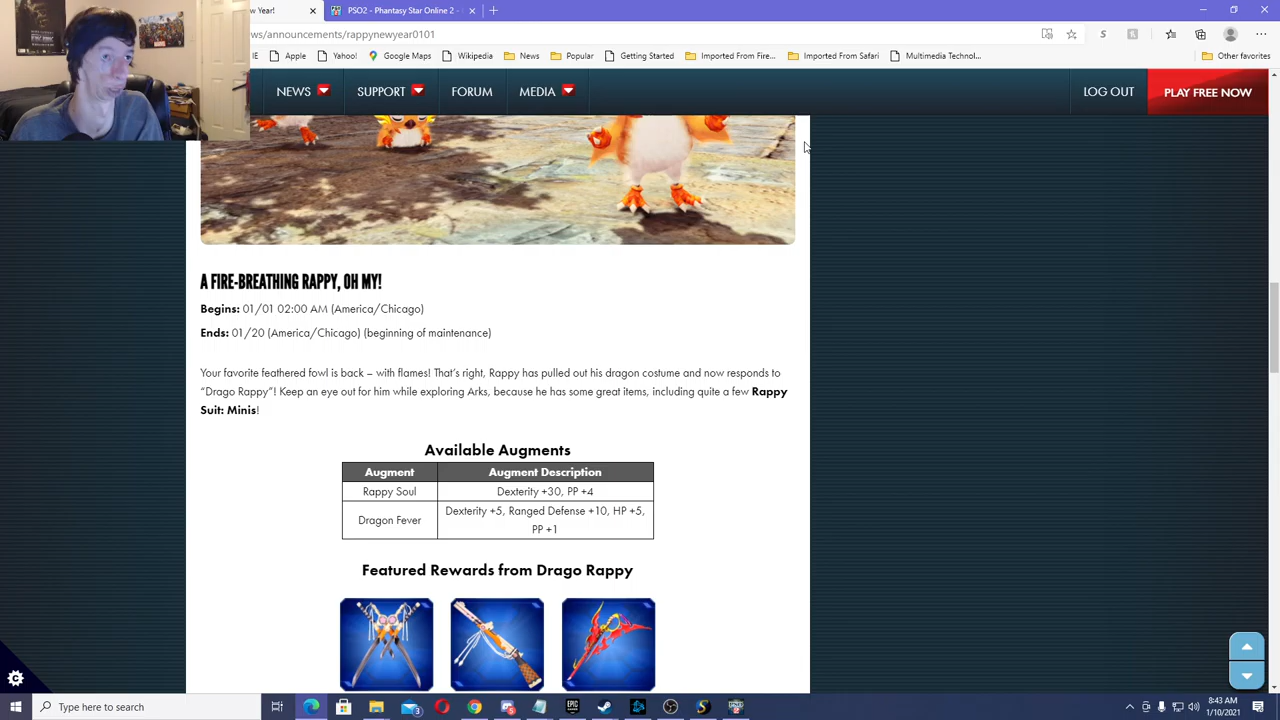 w Year!
PSO2 - Phantasy Star Online 2 -
ws/announcements/rappynewyear0101
IE Apple Yahoo! Google Maps Wikipedia News Popular Getting Started Imported From Fire... Imported From Safari Multimedia Technol... Other favorites
NEWS SUPPORT FORUM MEDIA LOG OUT PLAY FREE NOW
A FIRE-BREATHING RAPPY, OH MY!
Begins: 01/01 02:00 AM (America/Chicago)
Ends: 01/20 (America/Chicago) (beginning of maintenance)
Your favorite feathered fowl is back – with flames! That's right, Rappy has pulled out his dragon costume and now responds to
“Drago Rappy”! Keep an eye out for him while exploring Arks, because he has some great items, including quite a few Rappy
Suit: Minis!
Available Augments
Augment Augment Description
Rappy Soul Dexterity +30, PP +4
Dragon Fever Dexterity +5, Ranged Defense +10, HP +5,
PP +1
Featured Rewards from Drago Rappy
Type here to search
8:43 AM
1/10/2021